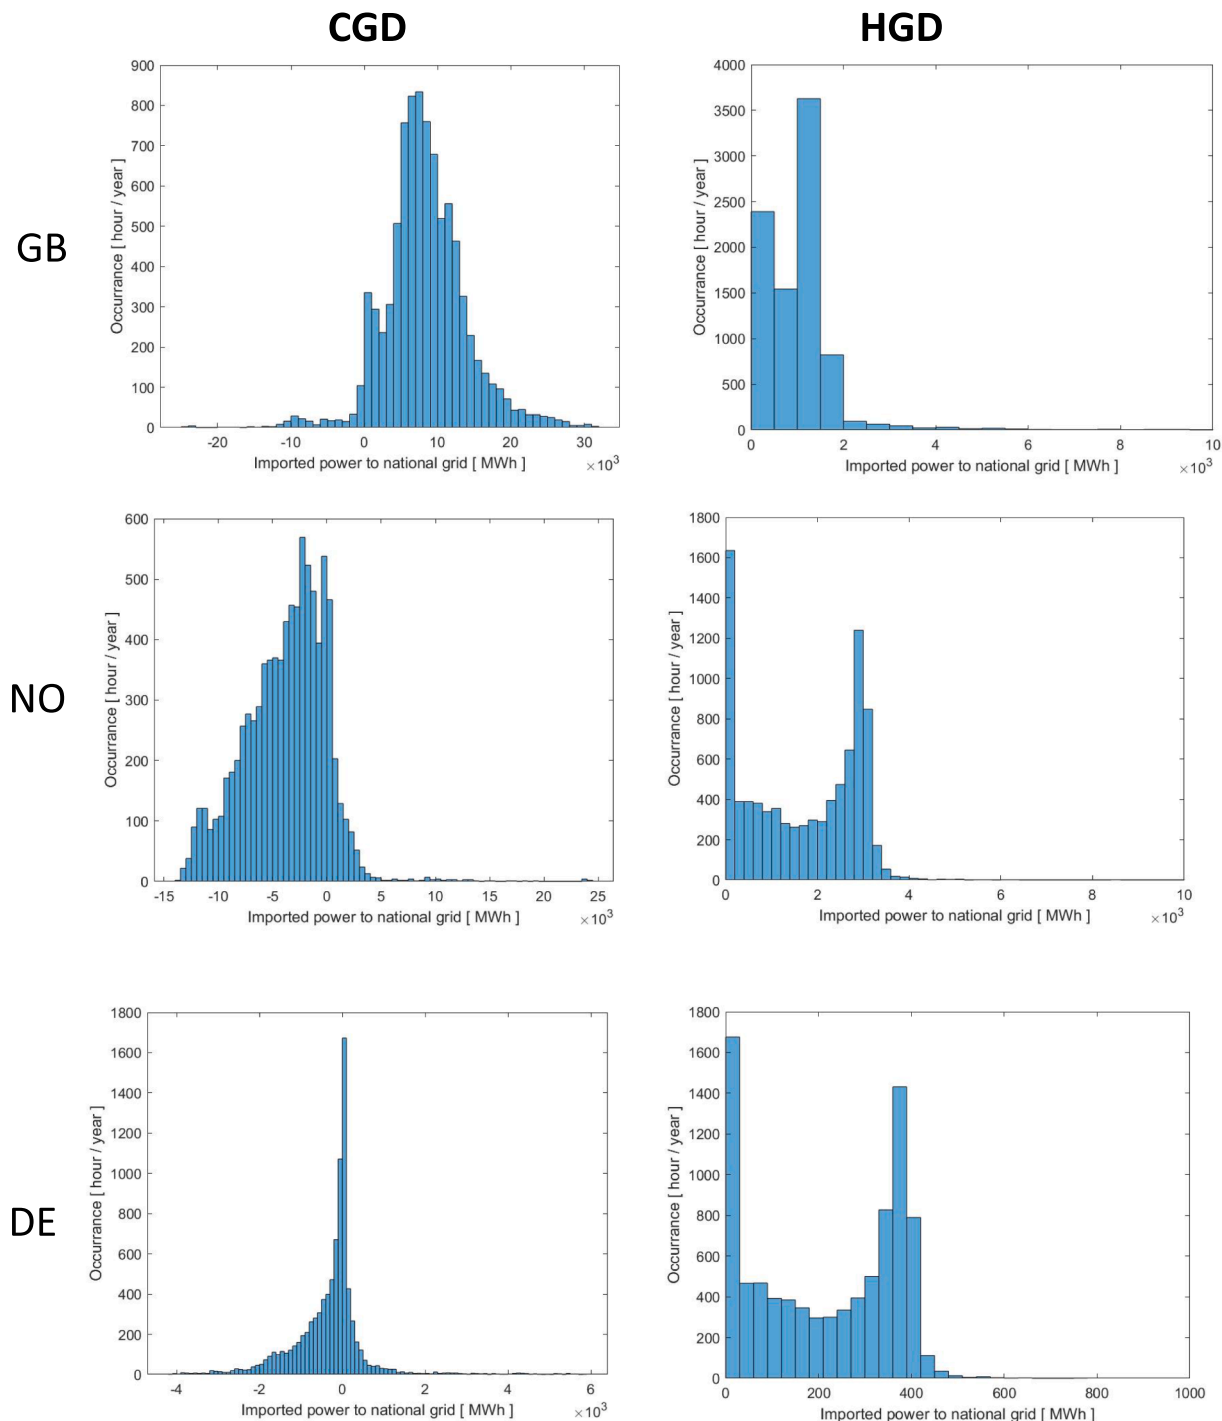 CGD HGD
GB
900
800
700
600
500
400
300
200
100
0
Occurrance [ hour / year ]
-20 -10 0 10 20 30
Imported power to national grid [ MWh ]
×10³
4000
3500
3000
2500
2000
1500
1000
500
0
Occurrance [ hour / year ]
0 2 4 6 8 10
Imported power to national grid [ MWh ]
×10³
NO
600
500
400
300
200
100
0
Occurrance [ hour / year ]
-15 -10 -5 0 5 10 15 20 25
Imported power to national grid [ MWh ]
×10³
1800
1600
1400
1200
1000
800
600
400
200
0
Occurrance [ hour / year ]
0 2 4 6 8 10
Imported power to national grid [ MWh ]
×10³
DE
1800
1600
1400
1200
1000
800
600
400
200
0
Occurrance [ hour / year ]
-4 -2 0 2 4 6
Imported power to national grid [ MWh ]
×10³
1800
1600
1400
1200
1000
800
600
400
200
0
Occurrance [ hour / year ]
0 200 400 600 800 1000
Imported power to national grid [ MWh ]